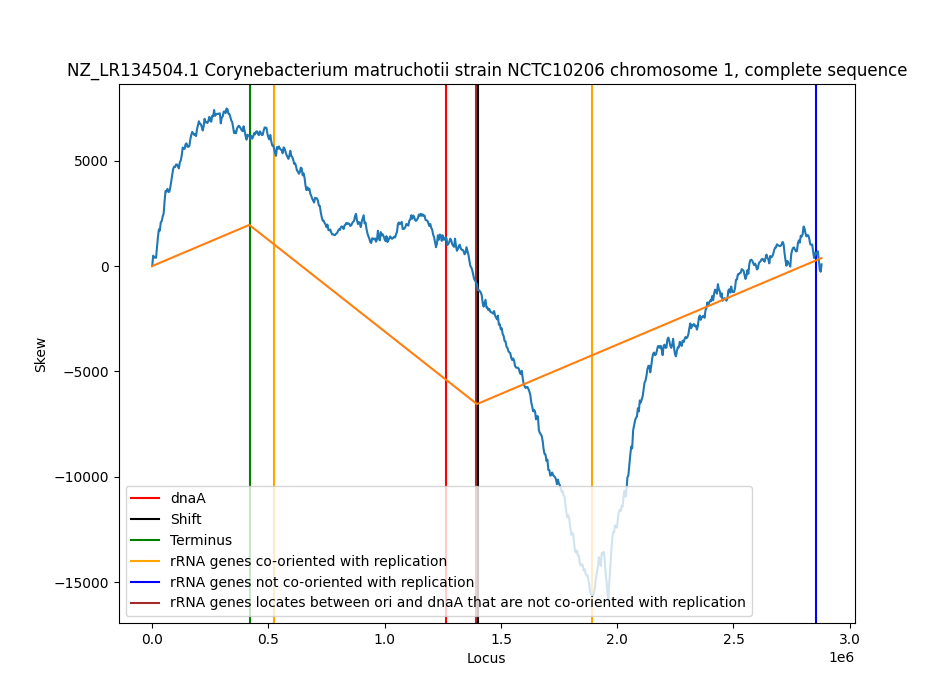 NZ_LR134504.1 Corynebacterium matruchotii strain NCTC10206 chromosome 1, complete sequence
Skew
5000
0
−5000
−10000
−15000
dnaA
Shift
Terminus
rRNA genes co-oriented with replication
rRNA genes not co-oriented with replication
rRNA genes locates between ori and dnaA that are not co-oriented with replication
0.0 0.5 1.0 1.5 2.0 2.5 3.0
1e6
Locus